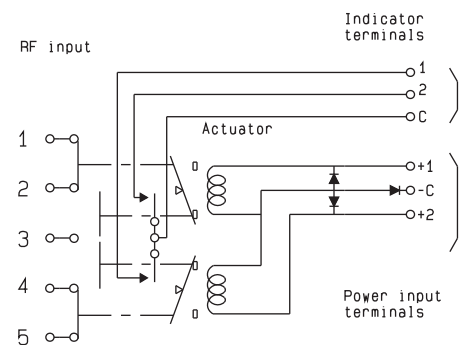 Indicator
terminals
RF input
1
2
C
Actuator
1
2
3
4
5
+1
-C
+2
Power input
terminals